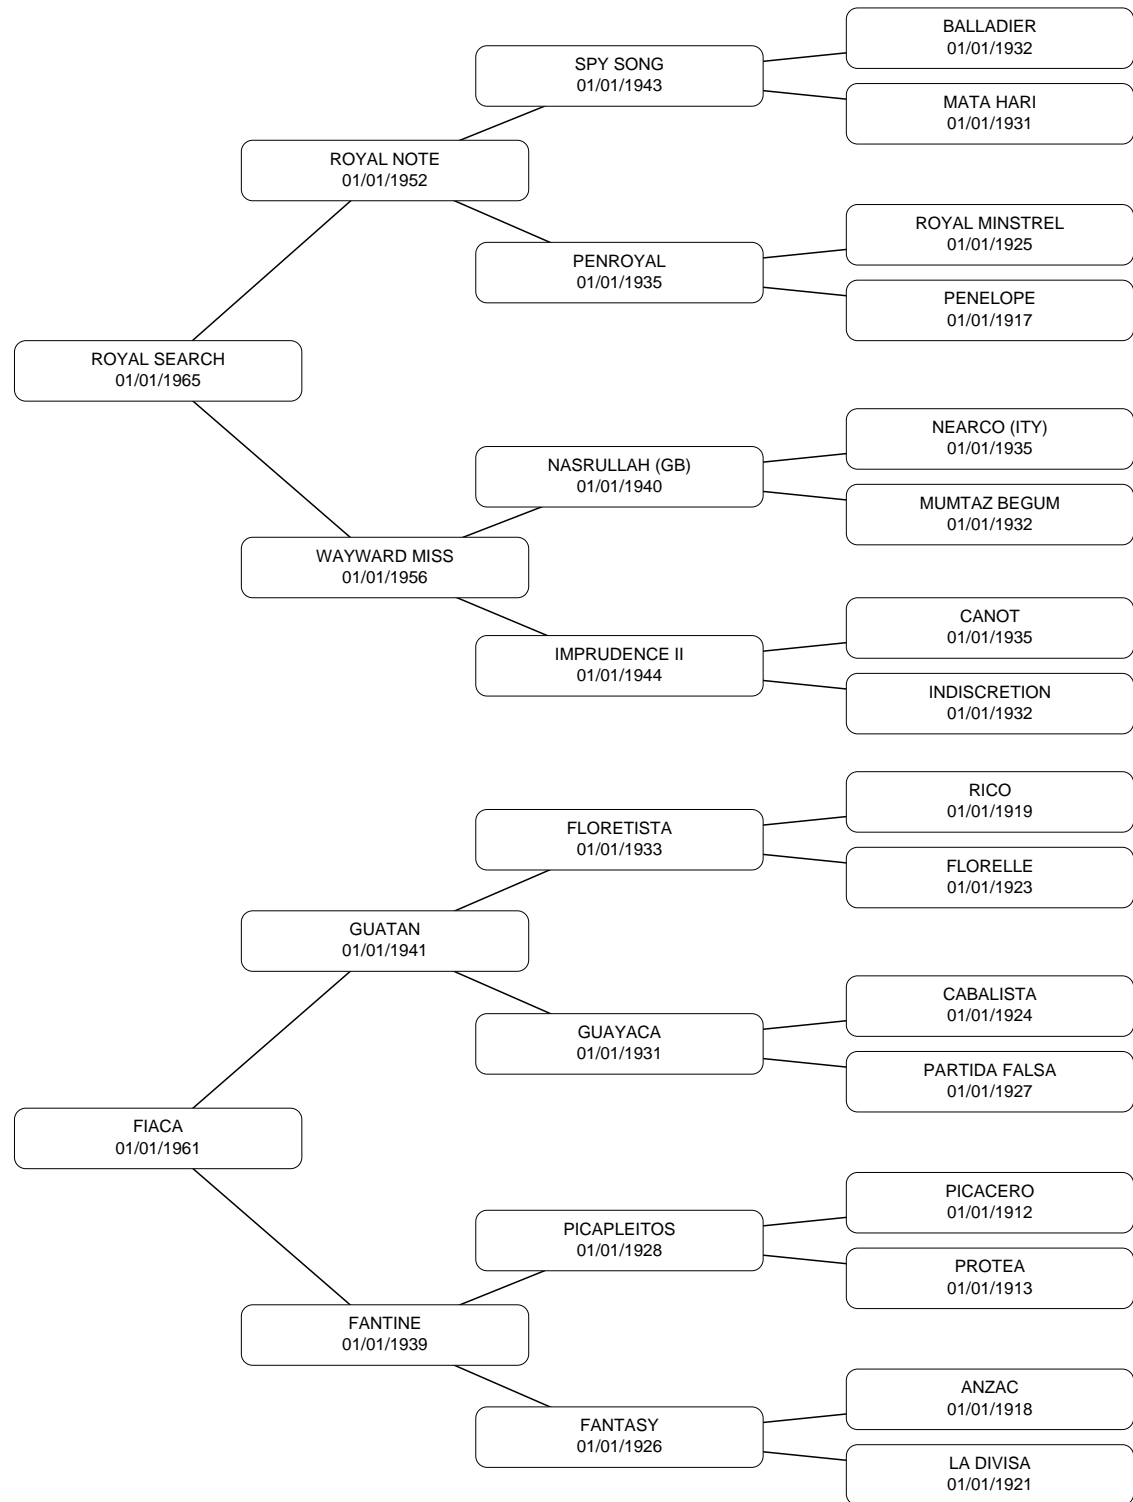 BALLADIER
01/01/1932
SPY SONG
01/01/1943
MATA HARI
01/01/1931
ROYAL NOTE
01/01/1952
ROYAL MINSTREL
01/01/1925
PENROYAL
01/01/1935
PENELOPE
01/01/1917
ROYAL SEARCH
01/01/1965
NEARCO (ITY)
01/01/1935
NASRULLAH (GB)
01/01/1940
MUMTAZ BEGUM
01/01/1932
WAYWARD MISS
01/01/1956
CANOT
01/01/1935
IMPRUDENCE II
01/01/1944
INDISCRETION
01/01/1932
RICO
01/01/1919
FLORETISTA
01/01/1933
FLORELLE
01/01/1923
GUATAN
01/01/1941
CABALISTA
01/01/1924
GUAYACA
01/01/1931
PARTIDA FALSA
01/01/1927
FIACA
01/01/1961
PICACERO
01/01/1912
PICAPLEITOS
01/01/1928
PROTEA
01/01/1913
FANTINE
01/01/1939
ANZAC
01/01/1918
FANTASY
01/01/1926
LA DIVISA
01/01/1921